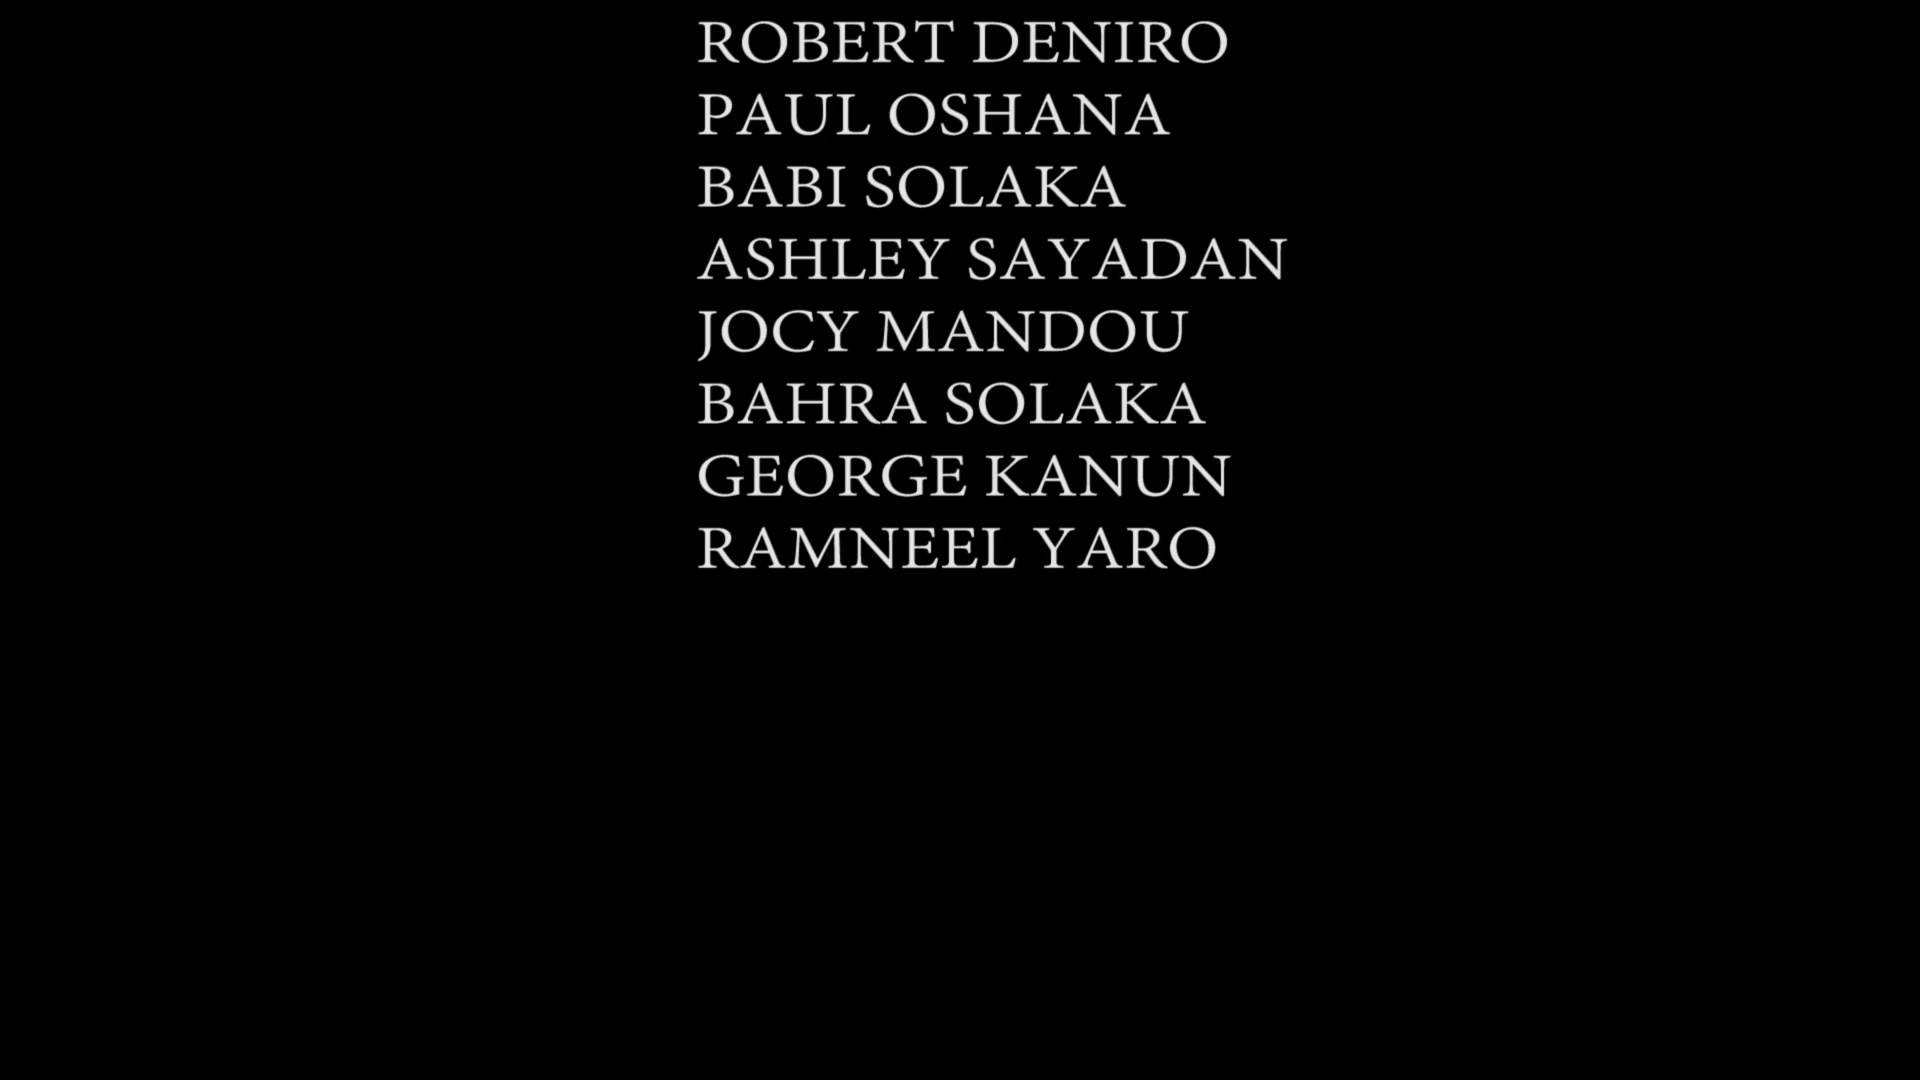 ROBERT DENIRO
PAUL OSHANA
BABI SOLAKA
ASHLEY SAYADAN
JOCY MANDOU
BAHRA SOLAKA
GEORGE KANUN
RAMNEEL YARO